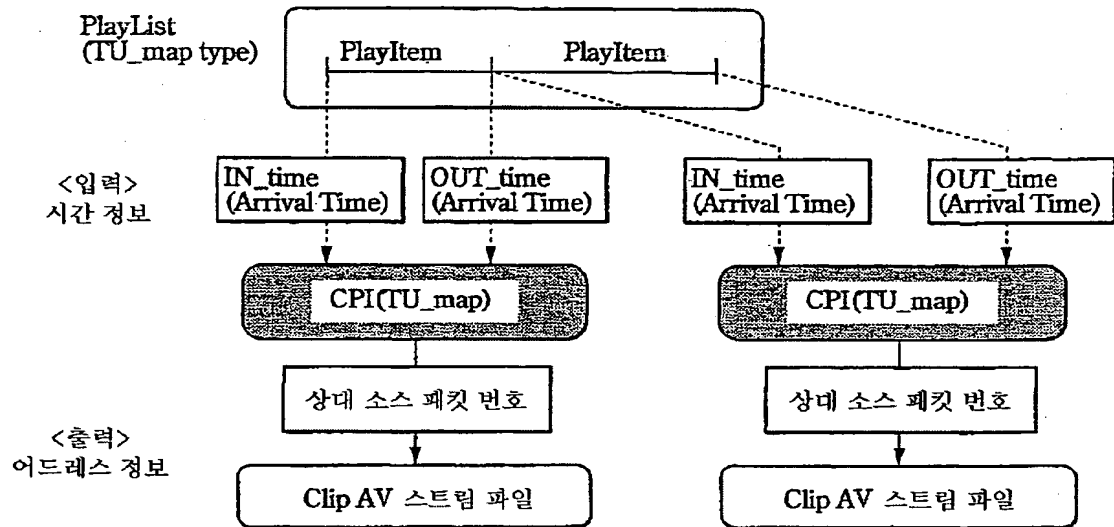 PlayList
(TU_map type)
PlayItem
PlayItem
<입력>
시간 정보
IN_time
(Arrival Time)
OUT_time
(Arrival Time)
IN_time
(Arrival Time)
OUT_time
(Arrival Time)
CPI(TU_map)
CPI(TU_map)
상대 소스 패킷 번호
상대 소스 패킷 번호
<출력>
어드레스 정보
Clip AV 스트림 파일
Clip AV 스트림 파일